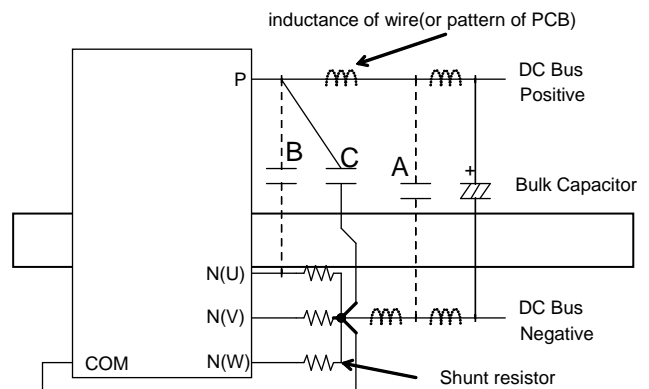 inductance of wire(or pattern of PCB)
P
DC Bus
Positive
B
C
A
+
Bulk Capacitor
N(U)
N(V)
DC Bus
Negative
COM
N(W)
Shunt resistor